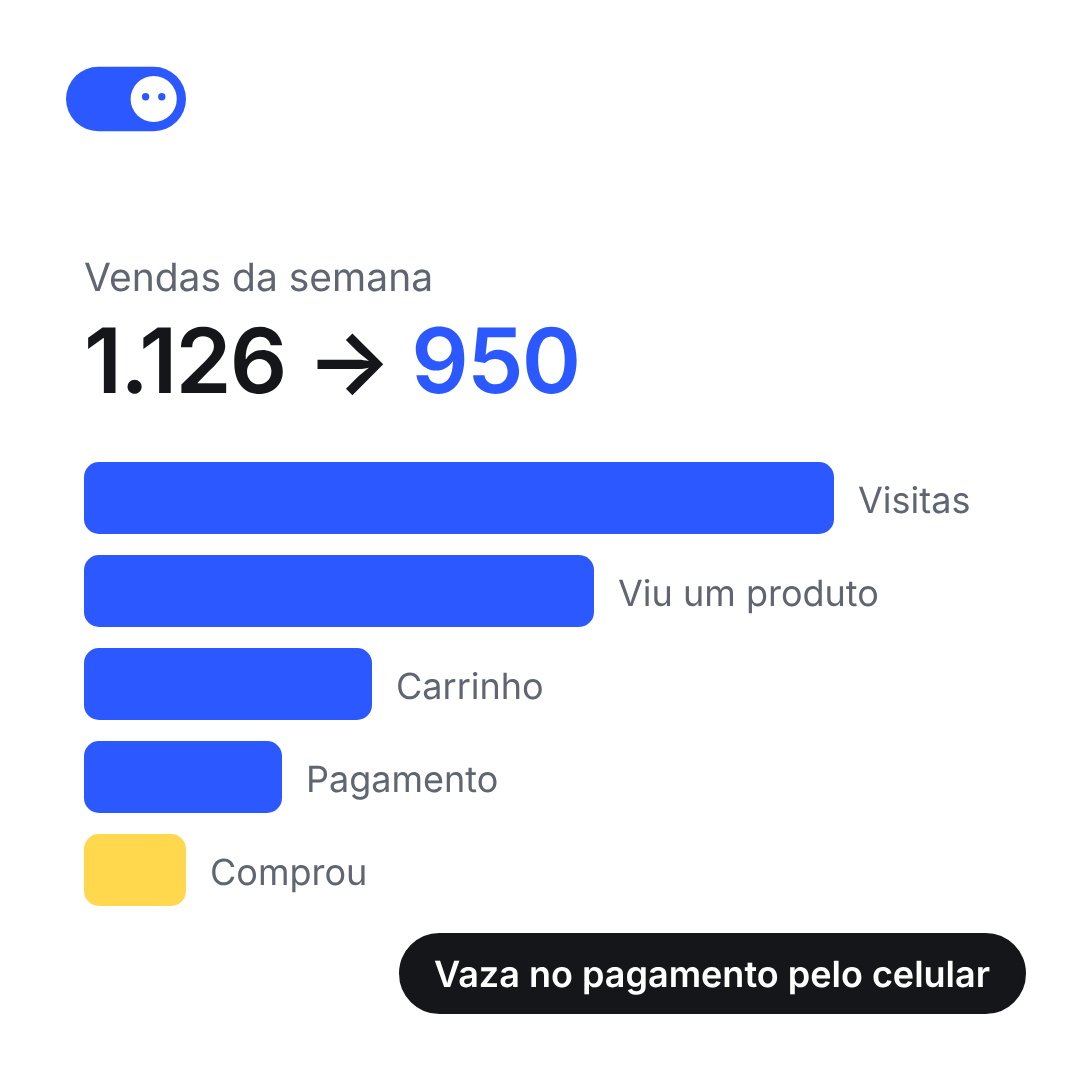 Vendas da semana
1.126 → 950
Visitas
Viu um produto
Carrinho
Pagamento
Comprou
Vaza no pagamento pelo celular